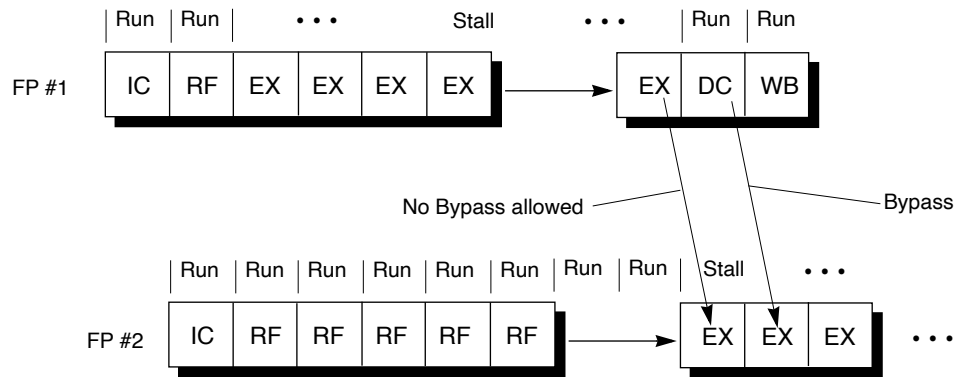 Run Run • • • Stall • • • Run Run
FP #1 IC RF EX EX EX EX EX DC WB
No Bypass allowed Bypass
Run Run Run Run Run Run Run Run Stall • • •
FP #2 IC RF RF RF RF RF EX EX EX • • •